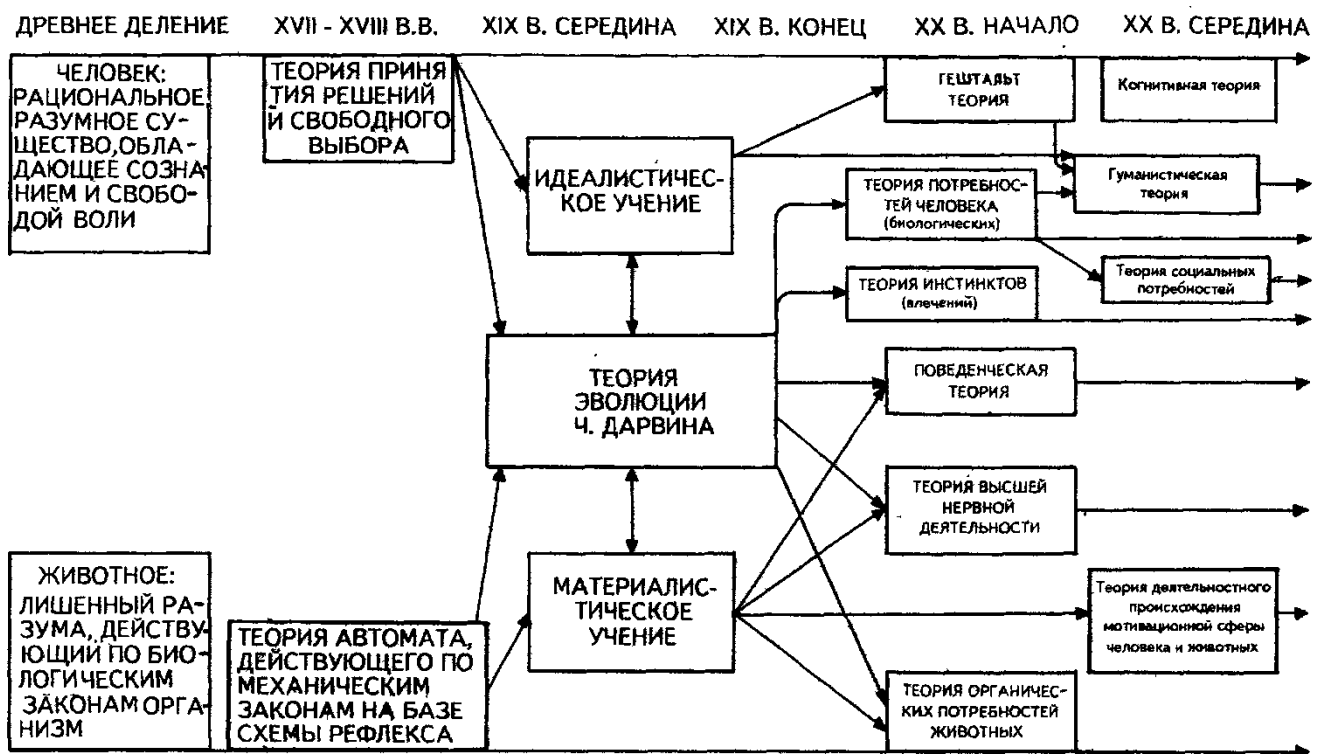 ДРЕВНЕЕ ДЕЛЕНИЕ
XVII - XVIII В.В.
XIX В. СЕРЕДИНА
XIX В. КОНЕЦ
XX В. НАЧАЛО
XX В. СЕРЕДИНА
ЧЕЛОВЕК:
РАЦИОНАЛЬНОЕ
РАЗУМНОЕ СУ-
ЩЕСТВО,ОБЛА-
ДАЮЩЕЕ СОЗНА-
НИЕМ И СВОБО-
ДОЙ ВОЛИ
ТЕОРИЯ ПРИНЯ
ТИЯ РЕШЕНИЙ
И СВОБОДНОГО
ВЫБОРА
ИДЕАЛИСТИЧЕС-
КОЕ УЧЕНИЕ
ГЕШТАЛЬТ
ТЕОРИЯ
Когнитивная теория
ТЕОРИЯ ПОТРЕБНОС-
ТЕЙ ЧЕЛОВЕКА
(биологических)
Гуманистическая
теория
ТЕОРИЯ ИНСТИНКТОВ
(влечений)
Теория социальных
потребностей
ТЕОРИЯ
ЭВОЛЮЦИИ
Ч. ДАРВИНА
ПОВЕДЕНЧЕСКАЯ
ТЕОРИЯ
ТЕОРИЯ ВЫСШЕЙ
НЕРВНОЙ
ДЕЯТЕЛЬНОСТИ
ЖИВОТНОЕ:
ЛИШЕННЫЙ РА-
ЗУМА, ДЕЙСТВУ-
ЮЩИЙ ПО БИО-
ЛОГИЧЕСКИМ
ЗАКОНАМ ОРГА-
НИЗМ
ТЕОРИЯ АВТОМАТА,
ДЕЙСТВУЮЩЕГО ПО
МЕХАНИЧЕСКИМ
ЗАКОНАМ НА БАЗЕ
СХЕМЫ РЕФЛЕКСА
МАТЕРИАЛИС-
ТИЧЕСКОЕ
УЧЕНИЕ
Теория деятельностного
происхождения
мотивационной сферы
человека и животных
ТЕОРИЯ ОРГАНИЧЕС-
КИХ ПОТРЕБНОСТЕЙ
ЖИВОТНЫХ